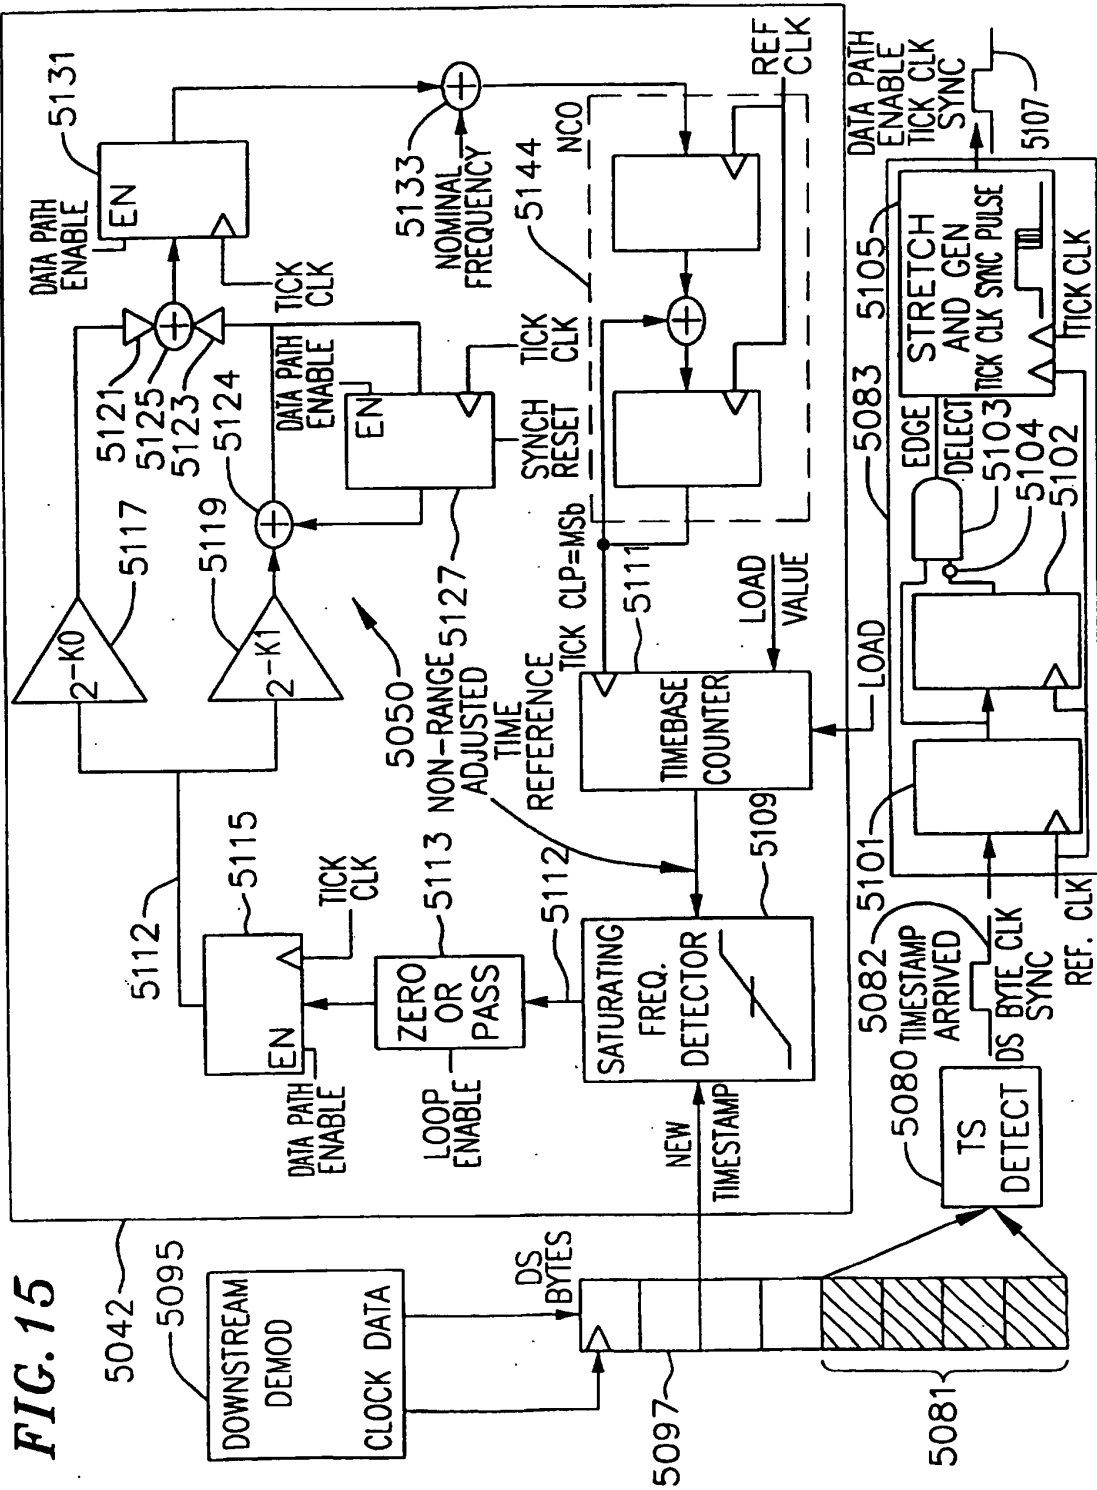 FIG. 15
5042
5095
DOWNSTREAM
DEMOD
CLOCK DATA
DS
BYTES
5097
5081
5112
5115
EN
DATA PATH
ENABLE
TICK
CLK
ZERO
OR
PASS
5113
LOOP
ENABLE
5112
SATURATING
FREQ.
DETECTOR
5109
NEW
TIMESTAMP
2-K0
5117
2-K1
5119
5050
NON-RANGE
ADJUSTED
TIME
REFERENCE
5127
TICK CLP=MSb
5111
TIMEBASE
COUNTER
LOAD
VALUE
LOAD
5121
5125
5123
5124
DATA PATH
ENABLE
EN
TICK
CLK
SYNCH
RESET
DATA PATH
ENABLE
EN
5131
TICK
CLK
5133
NOMINAL
FREQUENCY
5144
NCO
REF
CLK
5080
TS
DETECT
5082
TIMESTAMP
ARRIVED
DS BYTE CLK
SYNC
REF. CLK
5101
5083
5102
5104
5103
EDGE
DELECT
5105
STRETCH
AND GEN
TICK CLK SYNC PULSE
TICK CLK
DATA PATH
ENABLE
TICK CLK
SYNC
5107